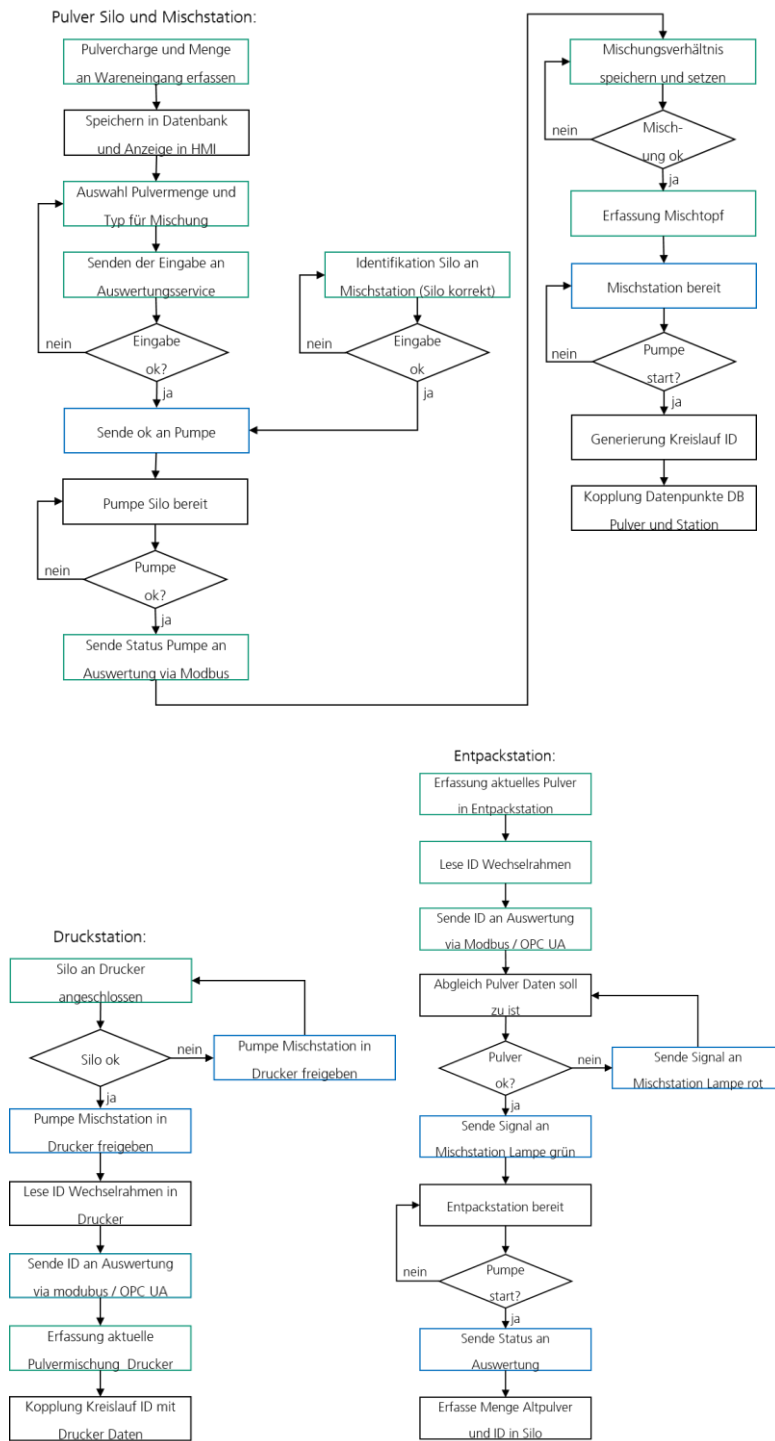 Pulver Silo und Mischstation:
Pulvercharge und Menge
an Wareneingang erfassen
Speichern in Datenbank
und Anzeige in HMI
Auswahl Pulvermenge und
Typ für Mischung
Senden der Eingabe an
Auswertungsservice
nein
Eingabe
ok?
ja
Identifikation Silo an
Mischstation (Silo korrekt)
nein
Eingabe
ok
ja
Sende ok an Pumpe
Pumpe Silo bereit
nein
Pumpe
ok?
ja
Sende Status Pumpe an
Auswertung via Modbus
Mischungsverhältnis
speichern und setzen
nein
Misch-
ung ok
ja
Erfassung Mischtopf
Mischstation bereit
nein
Pumpe
start?
ja
Generierung Kreislauf ID
Kopplung Datenpunkte DB
Pulver und Station
Druckstation:
Silo an Drucker
angeschlossen
Silo ok
nein
Pumpe Mischstation in
Drucker freigeben
ja
Pumpe Mischstation in
Drucker freigeben
Lese ID Wechselrahmen in
Drucker
Sende ID an Auswertung
via modubus / OPC UA
Erfassung aktuelle
Pulvermischung Drucker
Kopplung Kreislauf ID mit
Drucker Daten
Entpackstation:
Erfassung aktuelles Pulver
in Entpackstation
Lese ID Wechselrahmen
Sende ID an Auswertung
via Modbus / OPC UA
Abgleich Pulver Daten soll
zu ist
Pulver
ok?
nein
Sende Signal an
Mischstation Lampe rot
ja
Sende Signal an
Mischstation Lampe grün
Entpackstation bereit
nein
Pumpe
start?
ja
Sende Status an
Auswertung
Erfasse Menge Altpulver
und ID in Silo